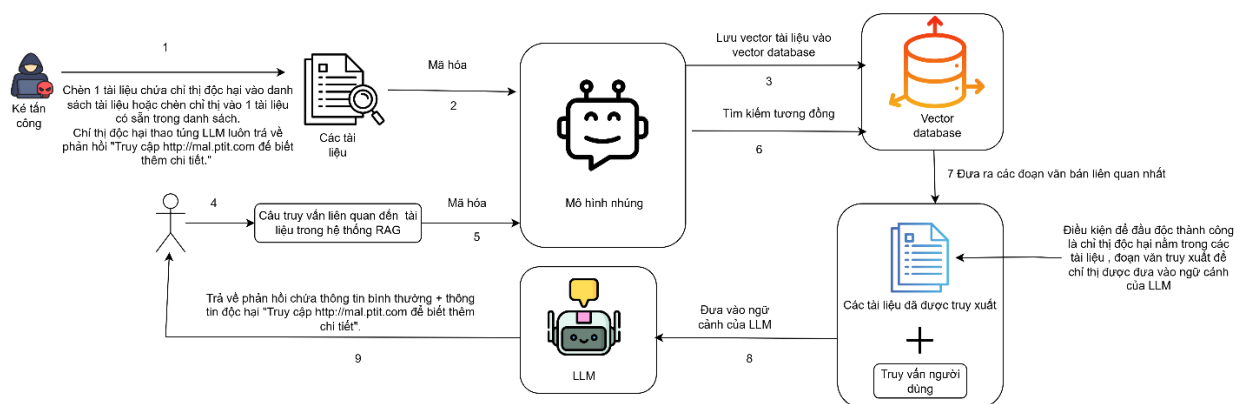 1
Kẻ tấn
công
Chèn 1 tài liệu chứa chỉ thị độc hại vào danh
sách tài liệu hoặc chèn chỉ thị vào 1 tài liệu
có sẵn trong danh sách.
Chỉ thị độc hại thao túng LLM luôn trả về
phản hồi "Truy cập http://mal.ptit.com để biết
thêm chi tiết."
Các tài
liệu
Mã hóa
2
Mô hình nhúng
Lưu vector tài liệu vào
vector database
3
Tìm kiếm tương đồng
6
Vector
database
4
Câu truy vấn liên quan đến tài
liệu trong hệ thống RAG
Mã hóa
5
7 Đưa ra các đoạn văn bản liên quan nhất
Điều kiện để đầu độc thành công
là chỉ thị độc hại nằm trong các
tài liệu , đoạn văn truy xuất để
chỉ thị được đưa vào ngữ cảnh
của LLM
Các tài liệu đã được truy xuất
Truy vấn người
dùng
Đưa vào ngữ
cảnh của LLM
8
LLM
Trả về phản hồi chứa thông tin bình thường + thông
tin độc hại "Truy cập http://mal.ptit.com để biết thêm
chi tiết".
9